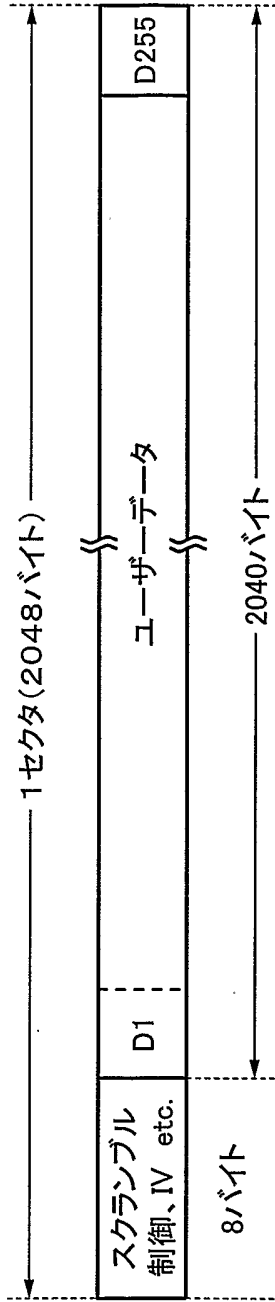 1セクタ(2048バイト)
スクランブル
制御、IV etc.
D1
ユーザーデータ
D255
8バイト
2040バイト